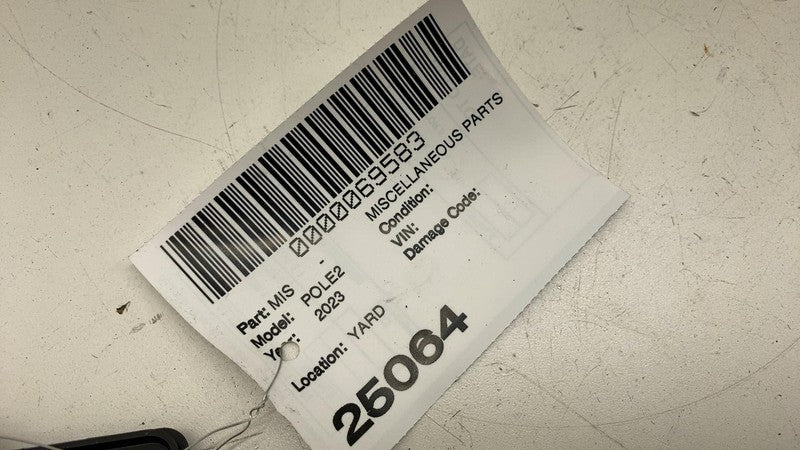 0000069583
Part: MIS - MISCELLANEOUS PARTS
Model: POLE2 Condition:
Year: 2023 VIN:
Damage Code:
Location: YARD
25064